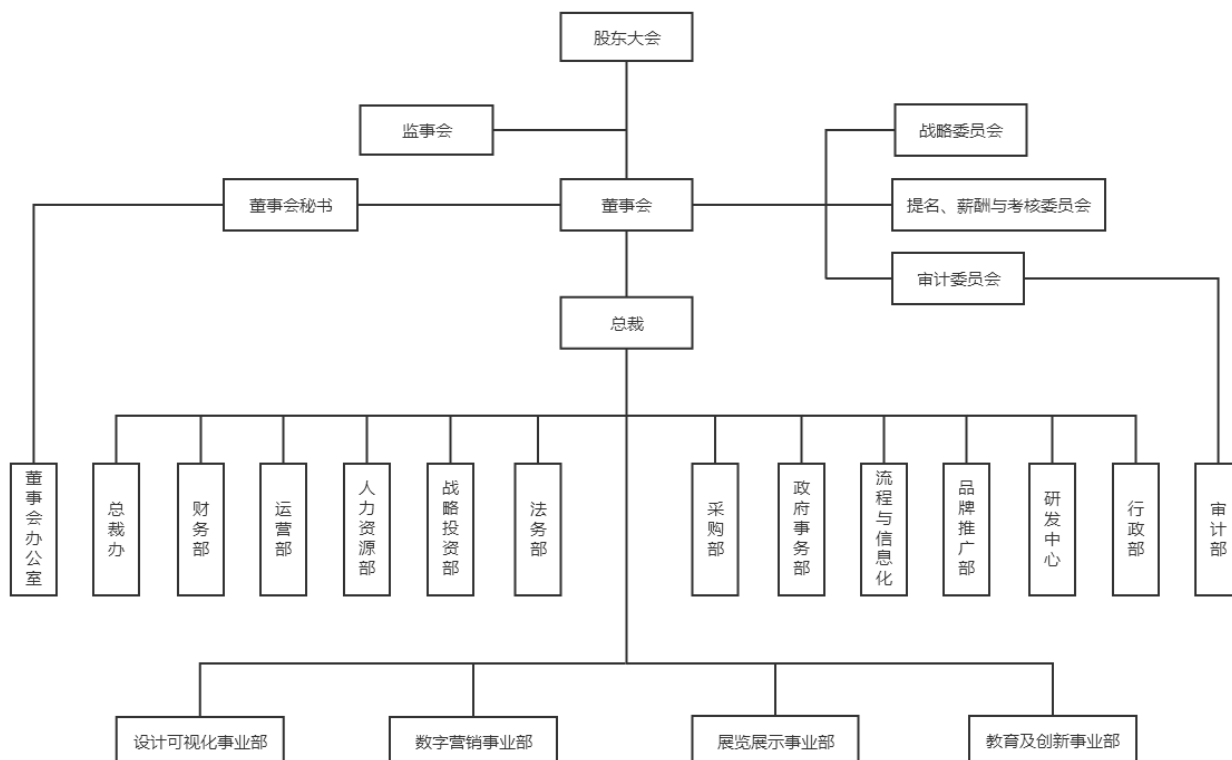 股东大会
监事会
战略委员会
董事会秘书
董事会
提名、薪酬与考核委员会
审计委员会
总裁
董事会办公室
总裁办
财务部
运营部
人力资源部
战略投资部
法务部
采购部
政府事务部
流程与信息化
品牌推广部
研发中心
行政部
审计部
设计可视化事业部
数字营销事业部
展览展示事业部
教育及创新事业部